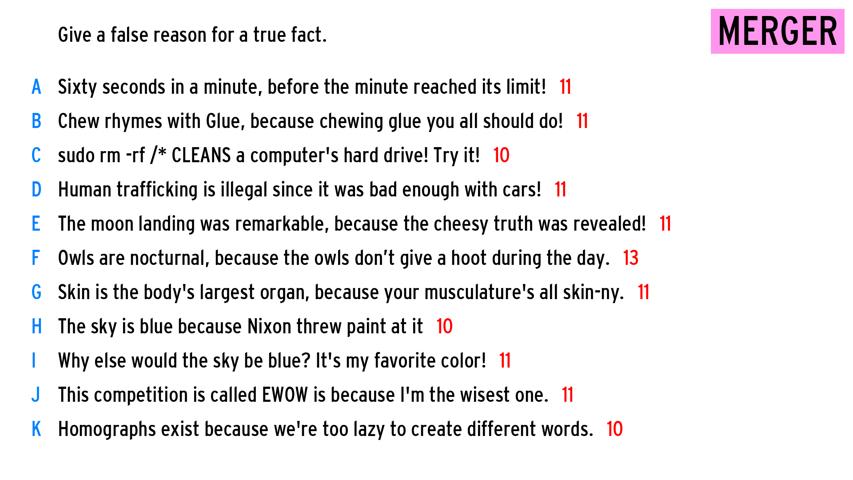 Give a false reason for a true fact.
MERGER
A Sixty seconds in a minute, before the minute reached its limit! 11
B Chew rhymes with Glue, because chewing glue you all should do! 11
C sudo rm -rf /* CLEANS a computer's hard drive! Try it! 10
D Human trafficking is illegal since it was bad enough with cars! 11
E The moon landing was remarkable, because the cheesy truth was revealed! 11
F Owls are nocturnal, because the owls don’t give a hoot during the day. 13
G Skin is the body's largest organ, because your musculature's all skin-ny. 11
H The sky is blue because Nixon threw paint at it 10
I Why else would the sky be blue? It's my favorite color! 11
J This competition is called EWOW is because I'm the wisest one. 11
K Homographs exist because we're too lazy to create different words. 10